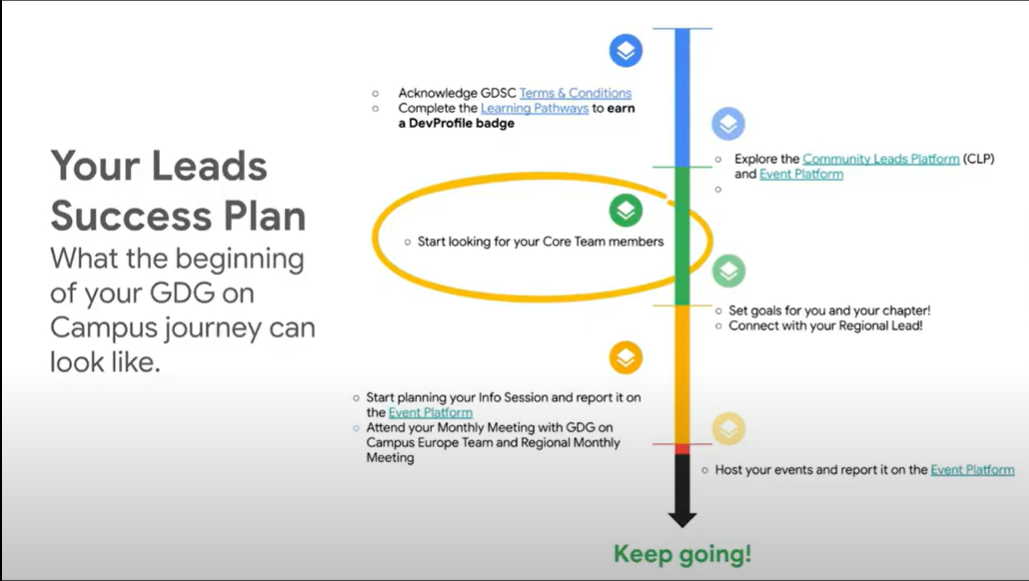 Your Leads
Success Plan
What the beginning
of your GDG on
Campus journey can
look like.
Acknowledge GDSC Terms & Conditions
Complete the Learning Pathways to earn
a DevProfile badge
Explore the Community Leads Platform (CLP)
and Event Platform
Start looking for your Core Team members
Set goals for you and your chapter!
Connect with your Regional Lead!
Start planning your Info Session and report it on
the Event Platform
Attend your Monthly Meeting with GDG on
Campus Europe Team and Regional Monthly
Meeting
Host your events and report it on the Event Platform
Keep going!